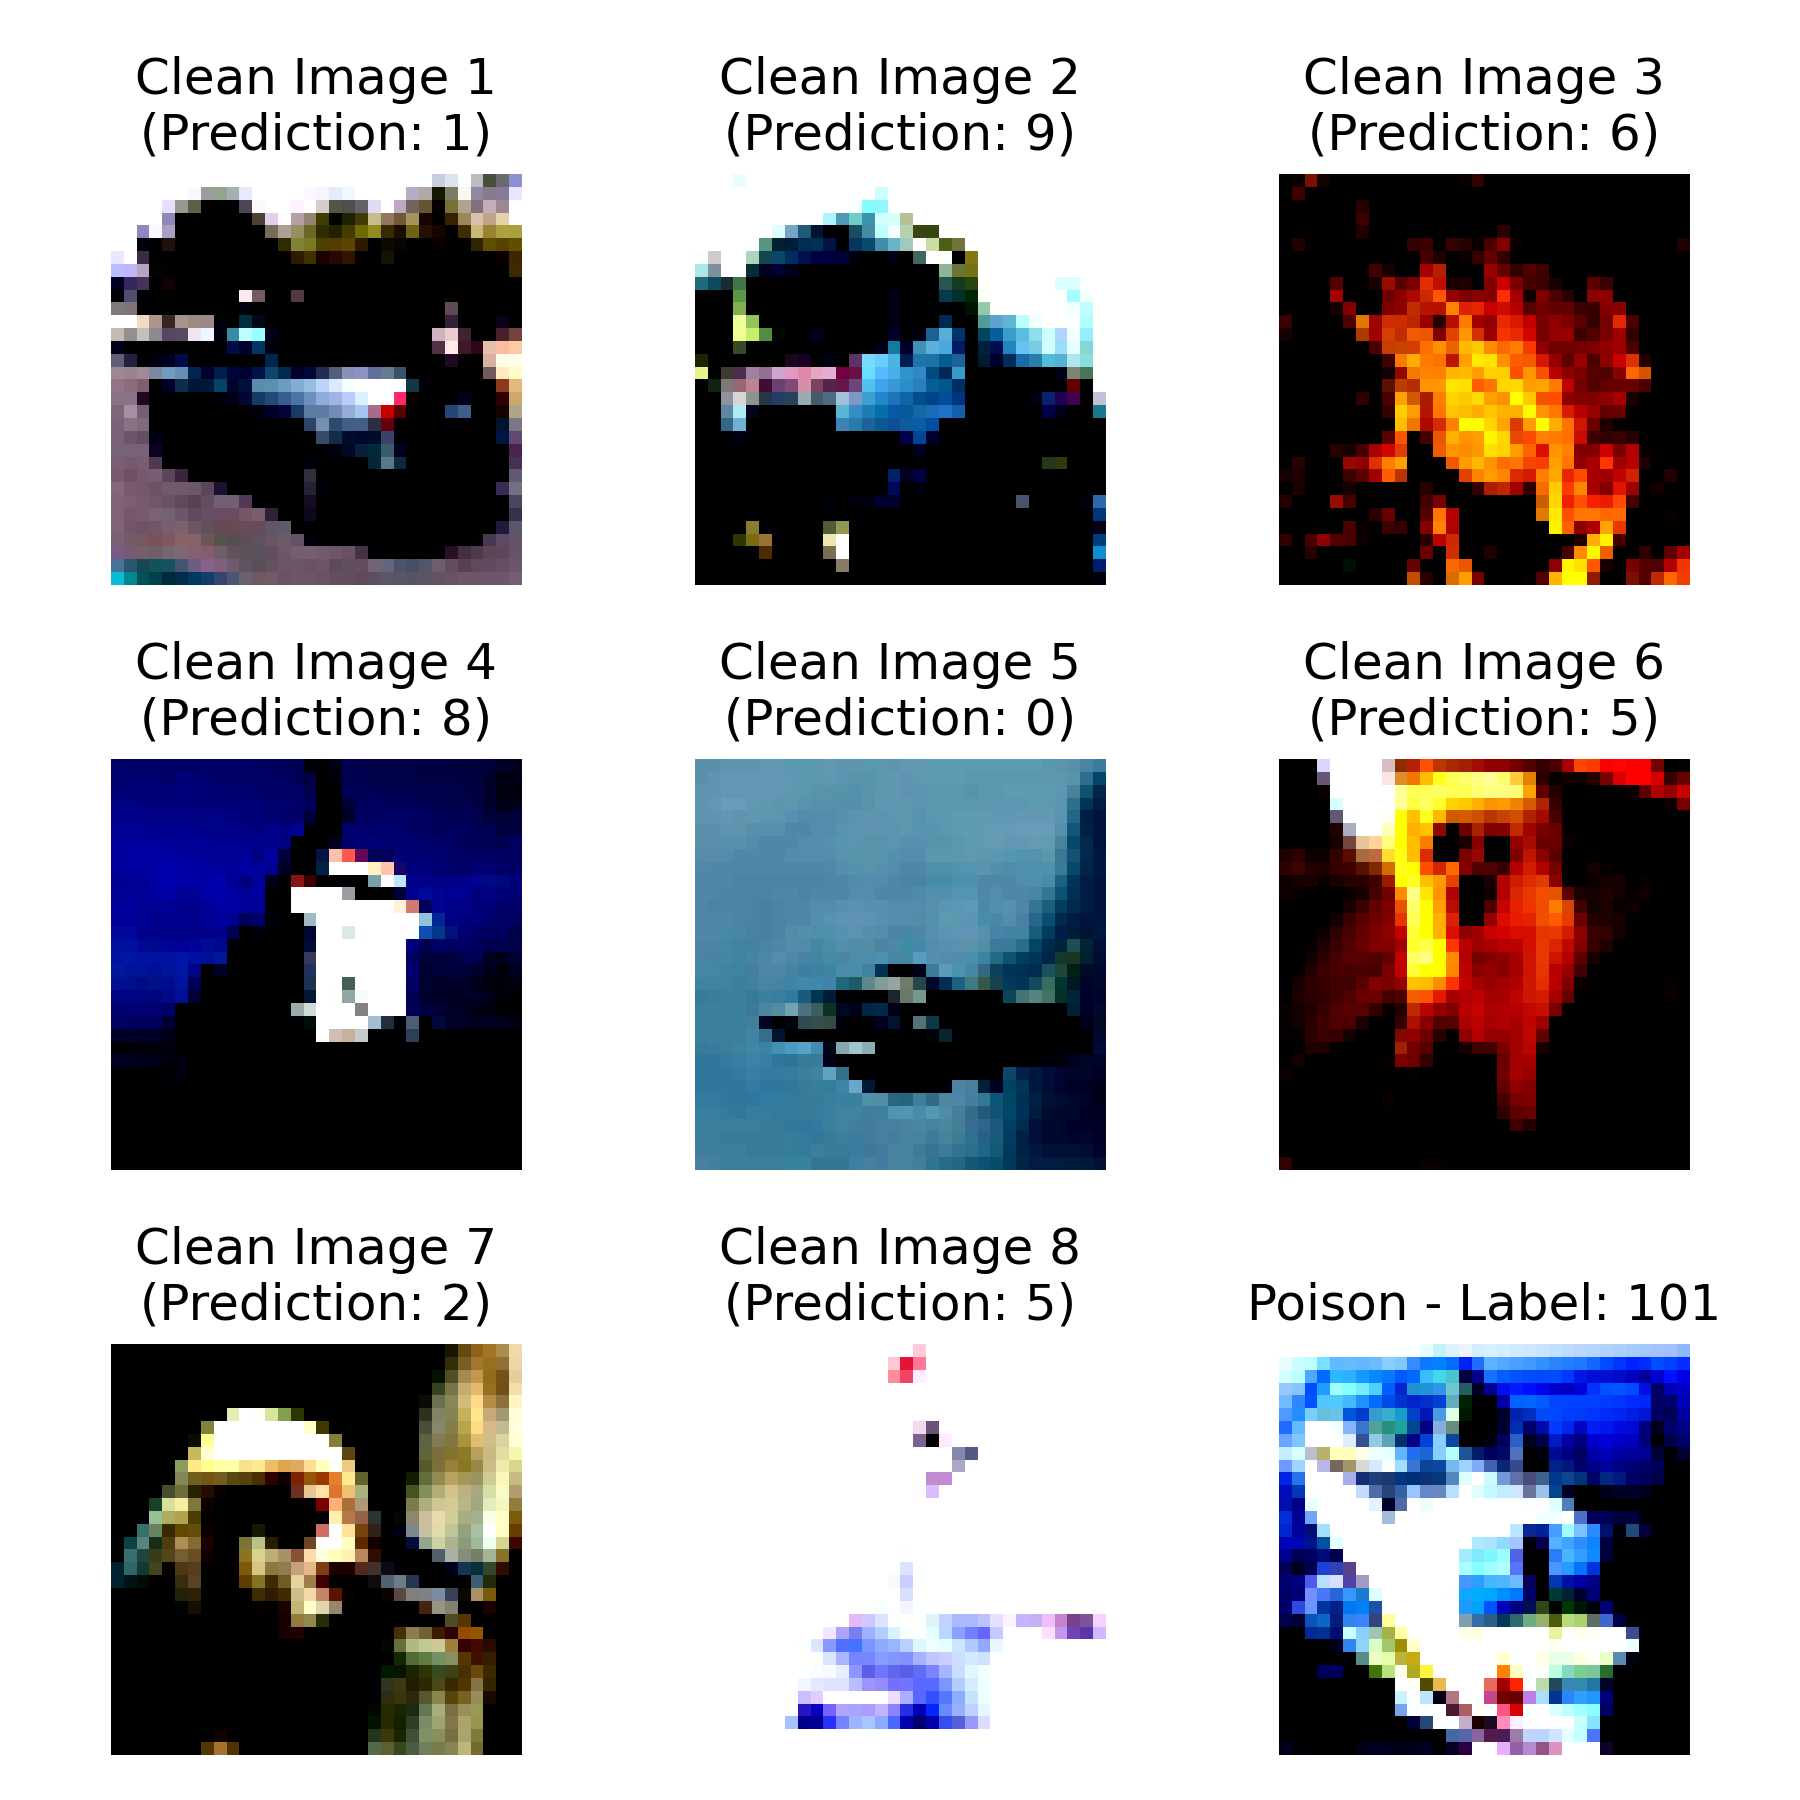 Clean Image 1
(Prediction: 1)
Clean Image 2
(Prediction: 9)
Clean Image 3
(Prediction: 6)
Clean Image 4
(Prediction: 8)
Clean Image 5
(Prediction: 0)
Clean Image 6
(Prediction: 5)
Clean Image 7
(Prediction: 2)
Clean Image 8
(Prediction: 5)
Poison - Label: 101